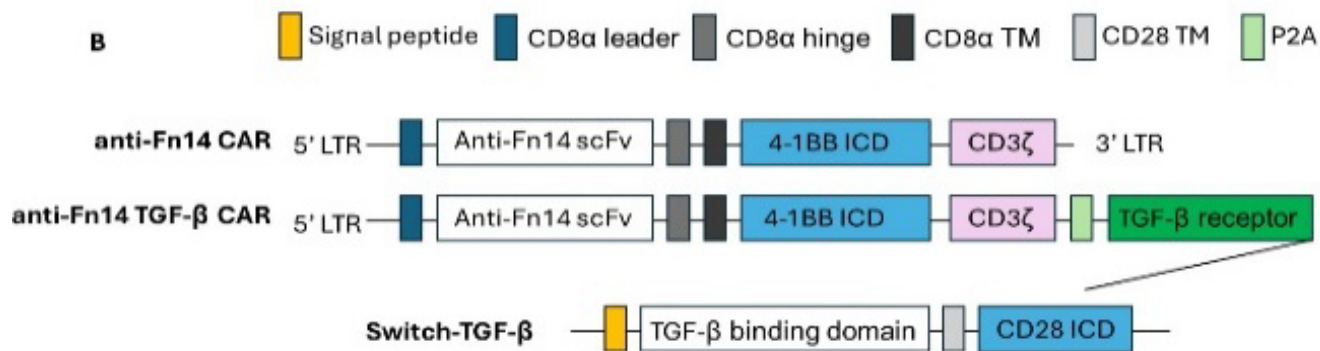 B Signal peptide CD8α leader CD8α hinge CD8α TM CD28 TM P2A
anti-Fn14 CAR 5' LTR Anti-Fn14 scFv 4-1BB ICD CD3ζ 3' LTR
anti-Fn14 TGF-β CAR 5' LTR Anti-Fn14 scFv 4-1BB ICD CD3ζ TGF-β receptor
Switch-TGF-β TGF-β binding domain CD28 ICD